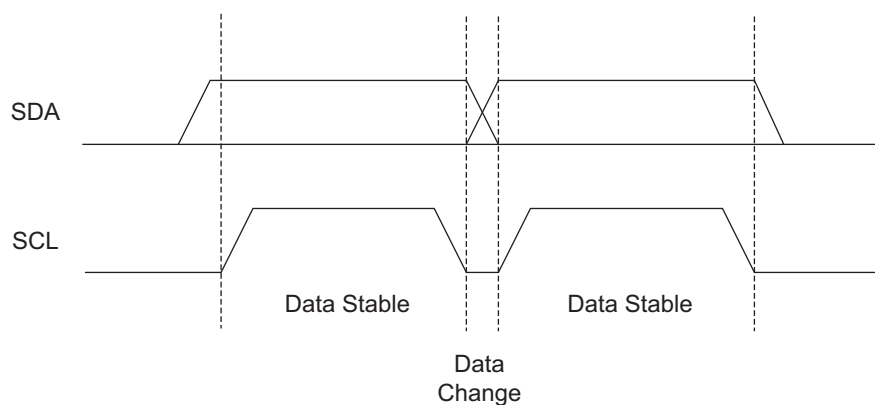 SDA
SCL
Data Stable
Data Stable
Data
Change